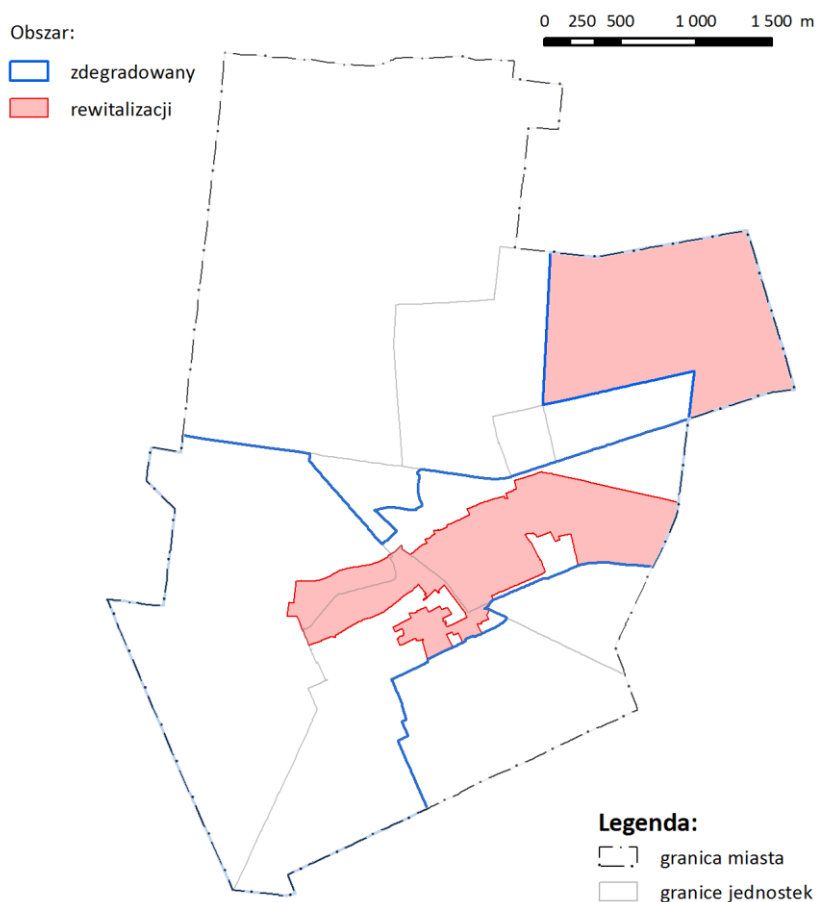 Obszar:
zdegradowany
rewitalizacji
0 250 500 1 000 1 500 m
Legenda:
granica miasta
granice jednostek